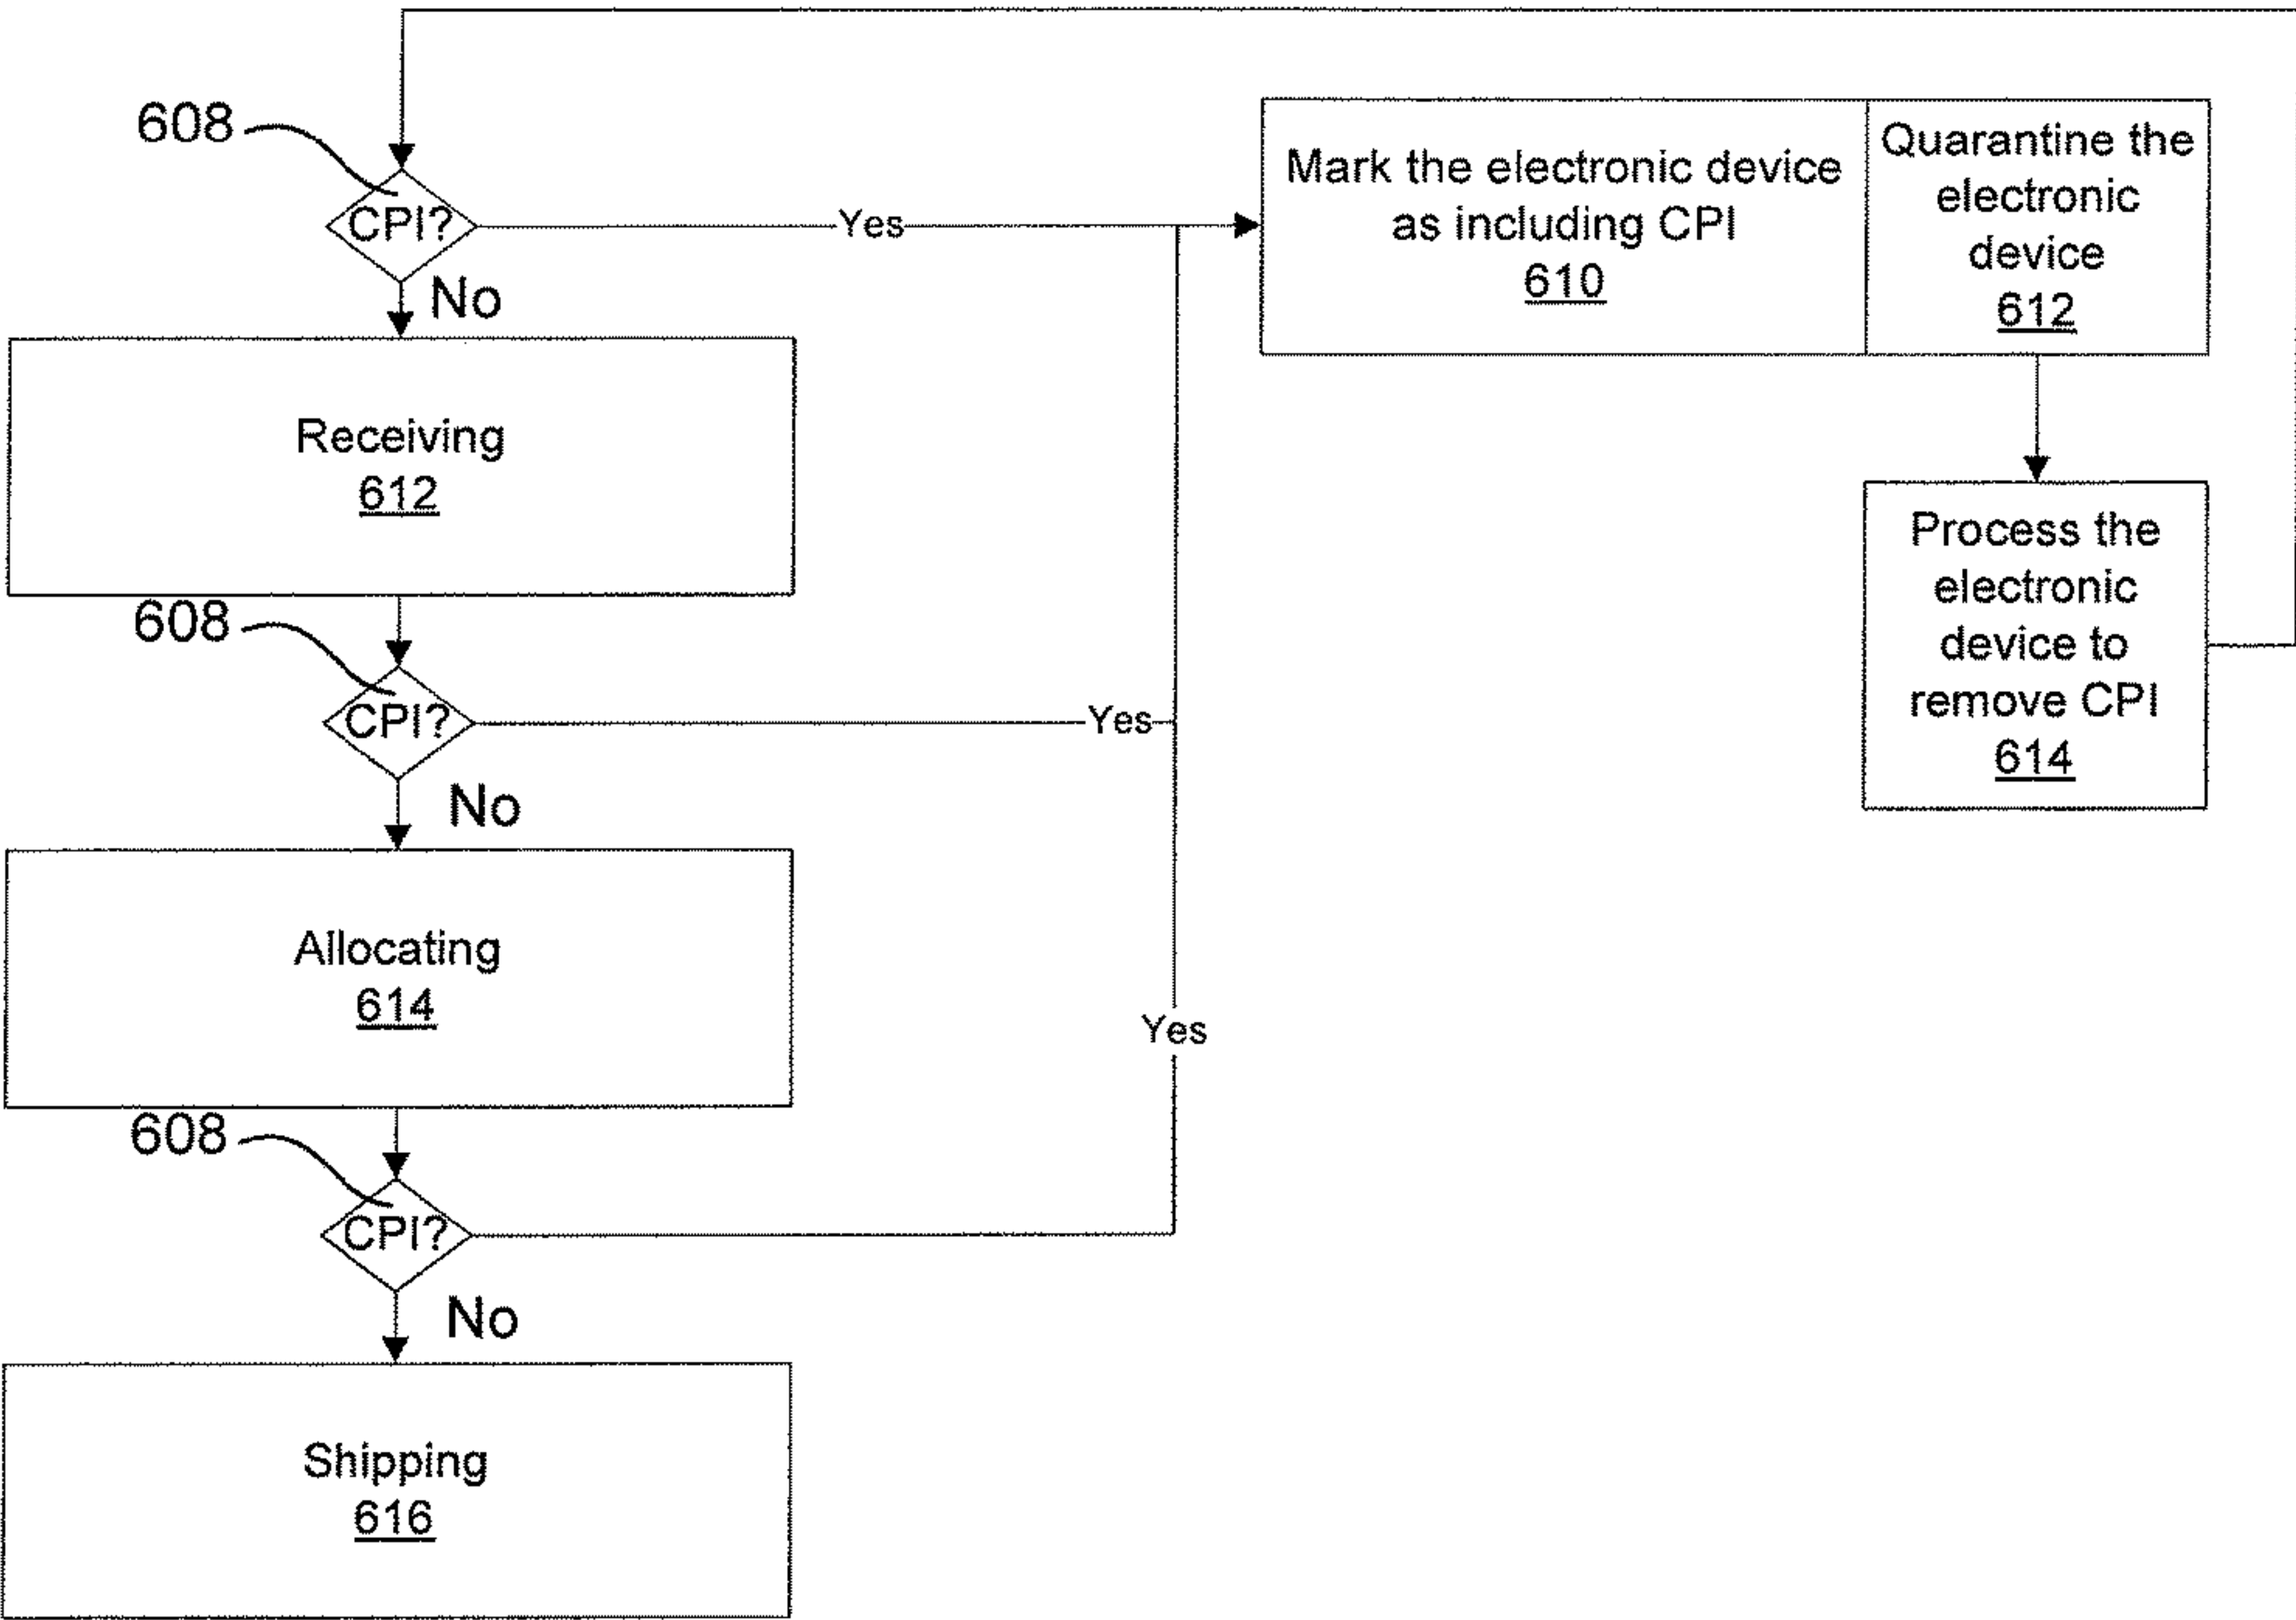 608
CPI?
Yes
No
Mark the electronic device
as including CPI
610
Quarantine the
electronic
device
612
Receiving
612
Process the
electronic
device to
remove CPI
614
608
CPI?
Yes
No
Allocating
614
Yes
608
CPI?
No
Shipping
616